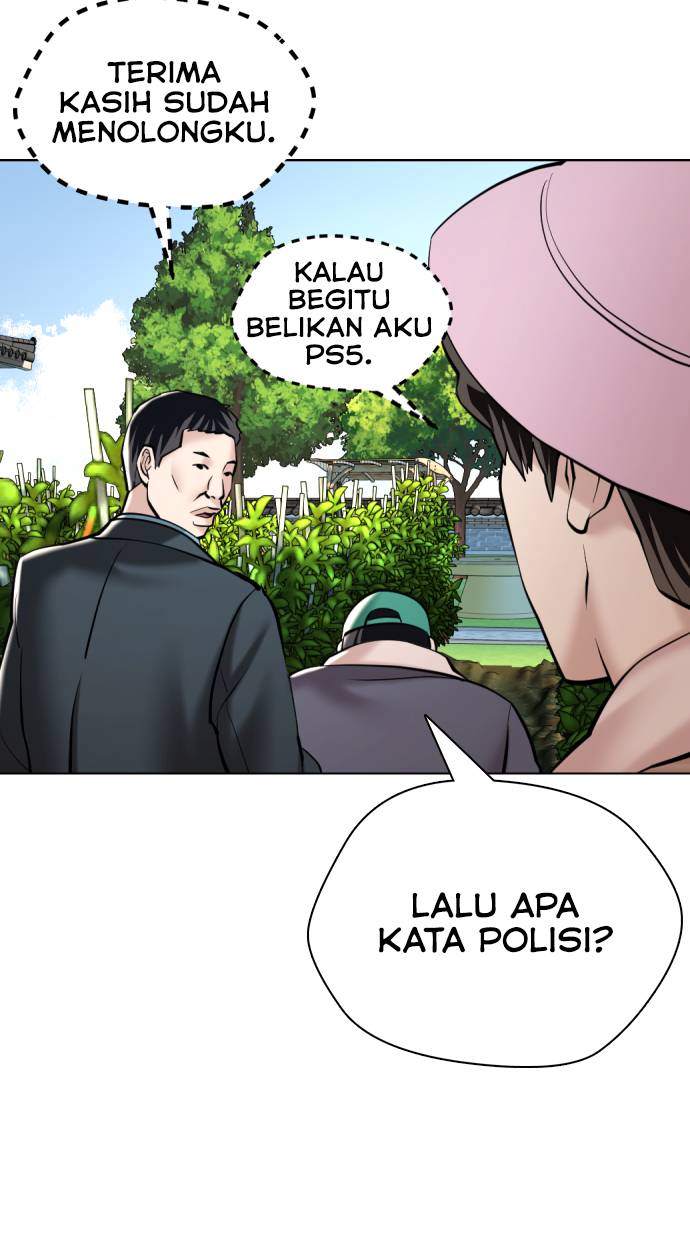 TERIMA
KASIH SUDAH
MENOLONGKU.
KALAU
BEGITU
BELIKAN AKU
PS5.
LALU APA
KATA POLISI?